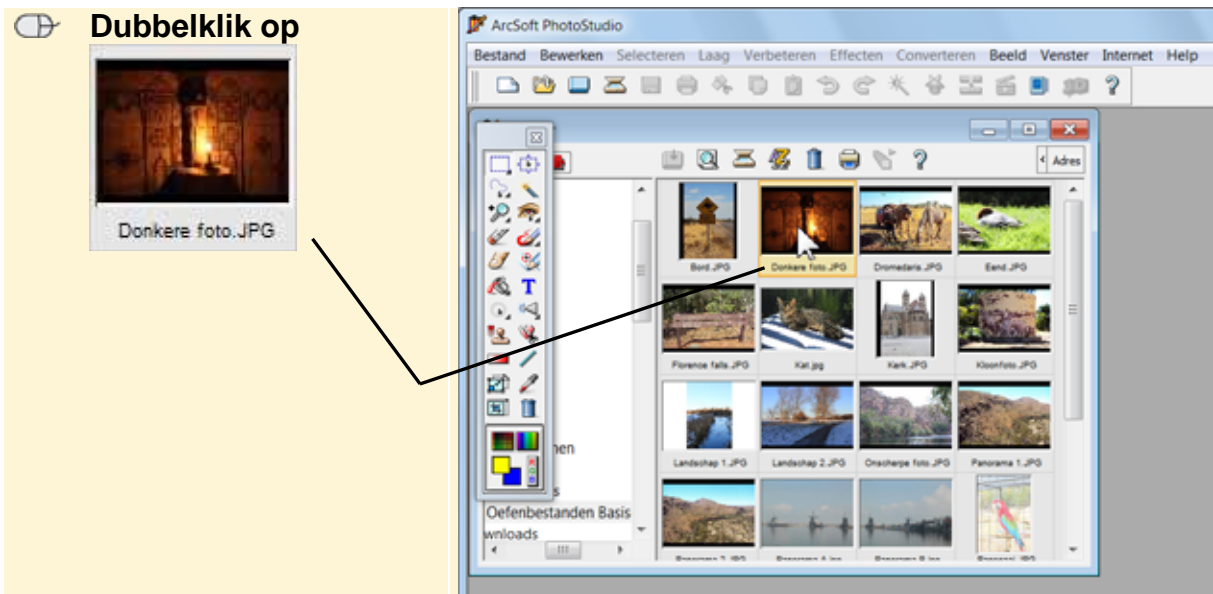 Dubbelklik op
Donkere foto.JPG
ArcSoft PhotoStudio
Bestand Bewerken Selecteren Laag Verbeteren Effecten Converteren Beeld Venster Internet Help
Adres
Bord.JPG Donkere foto.JPG Dromedaris.JPG Eend.JPG
Florence falls.JPG Kat.jpg Kerk.JPG Kloonfoto.JPG
Landschap 1.JPG Landschap 2.JPG Onscherpe foto.JPG Panorama 1.JPG
nen
s
Oefenbestanden Basis
wnloads